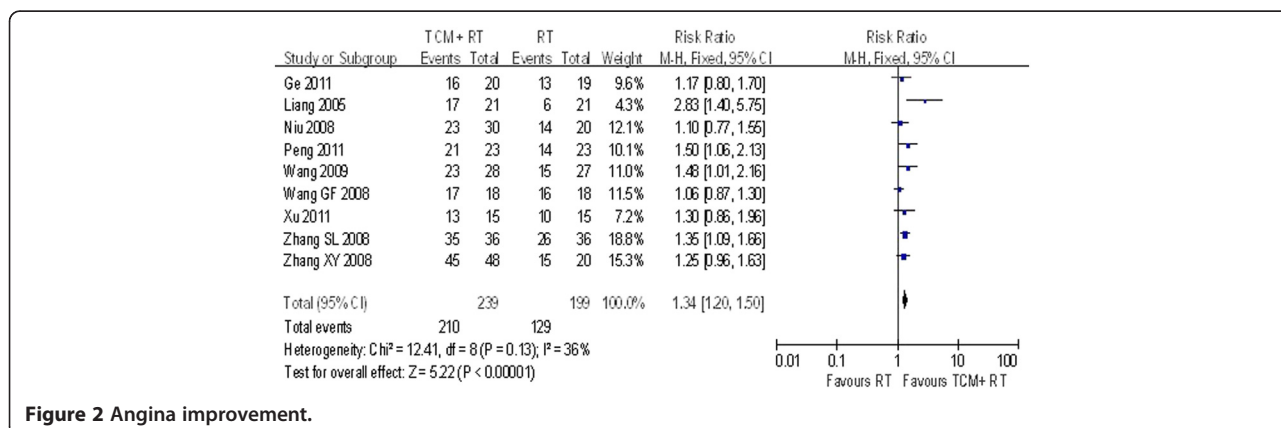 TCM + RT RT Risk Ratio Risk Ratio
Study or Subgroup Events Total Events Total Weight M-H, Fixed, 95% CI M-H, Fixed, 95% CI
Ge 2011 16 20 13 19 9.6% 1.17 [0.80, 1.70]
Liang 2005 17 21 6 21 4.3% 2.83 [1.40, 5.75]
Niu 2008 23 30 14 20 12.1% 1.10 [0.77, 1.55]
Peng 2011 21 23 14 23 10.1% 1.50 [1.06, 2.13]
Wang 2009 23 28 15 27 11.0% 1.48 [1.01, 2.16]
Wang GF 2008 17 18 16 18 11.5% 1.06 [0.87, 1.30]
Xu 2011 13 15 10 15 7.2% 1.30 [0.86, 1.96]
Zhang SL 2008 35 36 26 36 18.8% 1.35 [1.09, 1.66]
Zhang XY 2008 45 48 15 20 15.3% 1.25 [0.96, 1.63]
Total (95% CI) 239 199 100.0% 1.34 [1.20, 1.50]
Total events 210 129
Heterogeneity: Chi² = 12.41, df = 8 (P = 0.13); I² = 36%
Test for overall effect: Z = 5.22 (P < 0.00001)
0.01 0.1 1 10 100
Favours RT Favours TCM+ RT
Figure 2 Angina improvement.